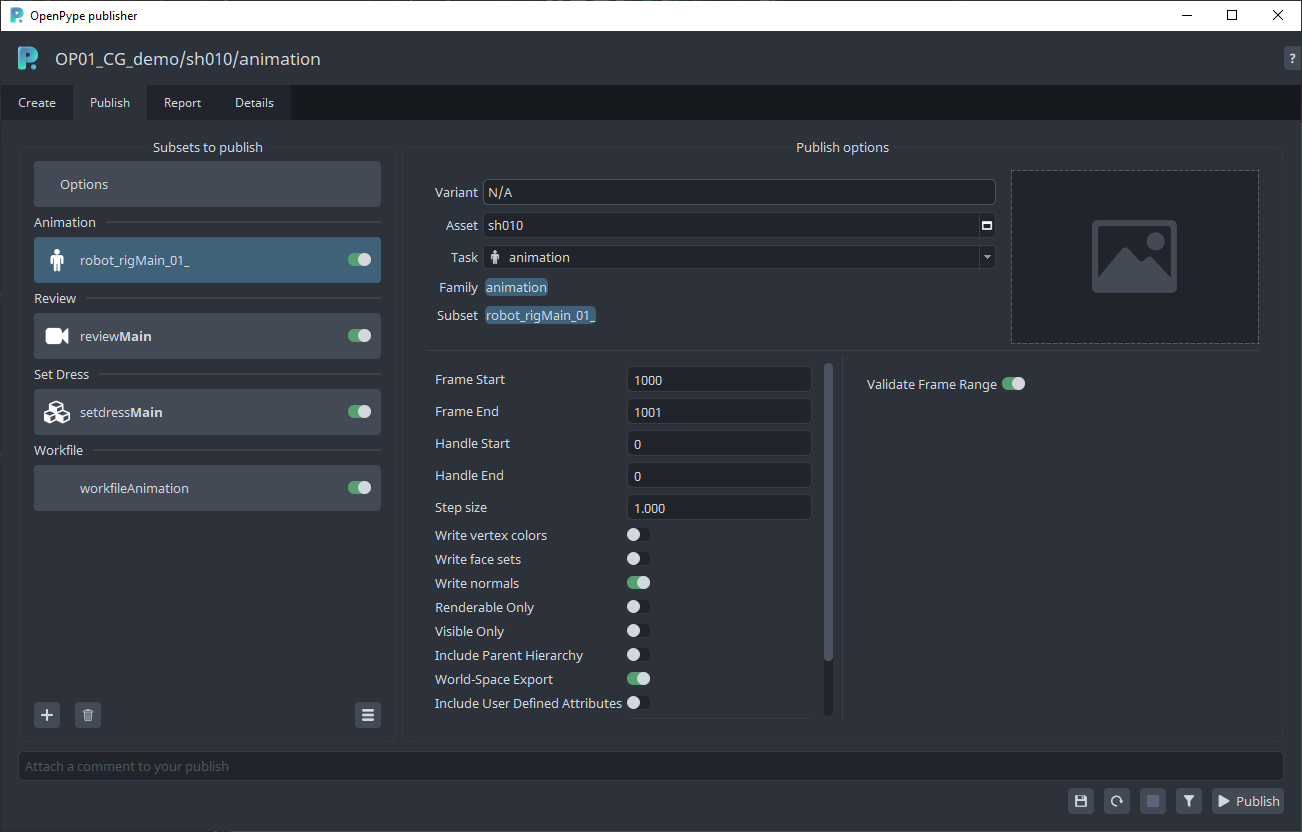 OpenPype publisher
OP01_CG_demo/sh010/animation
?
Create Publish Report Details
Subsets to publish
Options
Animation
robot_rigMain_01_
Review
reviewMain
Set Dress
setdressMain
Workfile
workfileAnimation
Publish options
Variant N/A
Asset sh010
Task animation
Family animation
Subset robot_rigMain_01_
Frame Start 1000
Frame End 1001
Handle Start 0
Handle End 0
Step size 1.000
Write vertex colors
Write face sets
Write normals
Renderable Only
Visible Only
Include Parent Hierarchy
World-Space Export
Include User Defined Attributes
Validate Frame Range
Attach a comment to your publish
Publish